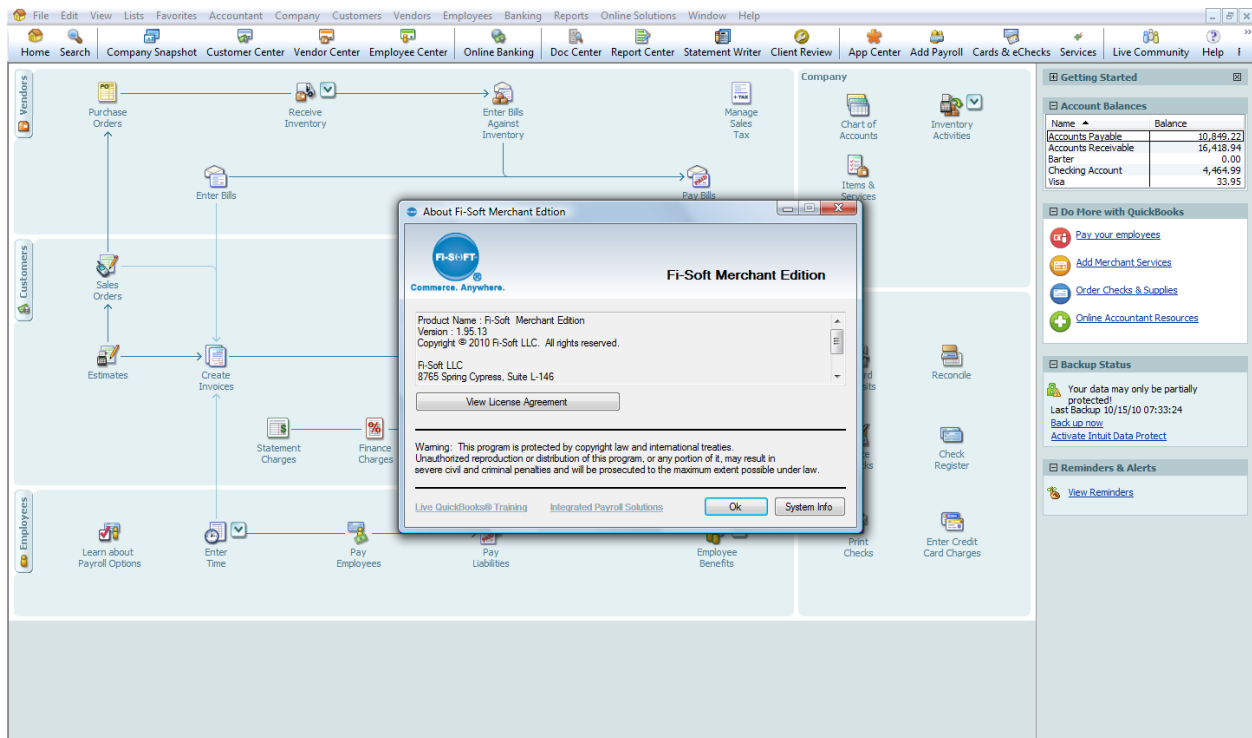 File Edit View Lists Favorites Accountant Company Customers Vendors Employees Banking Reports Online Solutions Window Help
Home Search Company Snapshot Customer Center Vendor Center Employee Center Online Banking Doc Center Report Center Statement Writer Client Review App Center Add Payroll Cards & eChecks Services Live Community Help
Vendors
Purchase
Orders
Receive
Inventory
Enter Bills
Against
Inventory
Manage
Sales
Tax
Enter Bills
Pay Bills
Customers
Sales
Orders
Estimates
Create
Invoices
Statement
Charges
Finance
Charges
Employees
Learn about
Payroll Options
Enter
Time
Pay
Employees
Pay
Liabilities
Employee
Benefits
Company
Chart of
Accounts
Inventory
Activities
Items &
Services
Reconcile
Check
Register
Print
Checks
Enter Credit
Card Charges
About Fi-Soft Merchant Edtion
FI-SOFT
Commerce. Anywhere.
Fi-Soft Merchant Edition
Product Name : Fi-Soft Merchant Edition
Version : 1.95.13
Copyright © 2010 Fi-Soft LLC. All rights reserved.
Fi-Soft LLC
8765 Spring Cypress, Suite L-146
View License Agreement
Warning: This program is protected by copyright law and international treaties.
Unauthorized reproduction or distribution of this program, or any portion of it, may result in
severe civil and criminal penalties and will be prosecuted to the maximum extent possible under law.
Live QuickBooks® Training Integrated Payroll Solutions Ok System Info
Getting Started
Account Balances
Name Balance
Accounts Payable 10,849.22
Accounts Receivable 16,418.94
Barter 0.00
Checking Account 4,464.99
Visa 33.95
Do More with QuickBooks
Pay your employees
Add Merchant Services
Order Checks & Supplies
Online Accountant Resources
Backup Status
Your data may only be partially
protected!
Last Backup 10/15/10 07:33:24
Back up now
Activate Intuit Data Protect
Reminders & Alerts
View Reminders